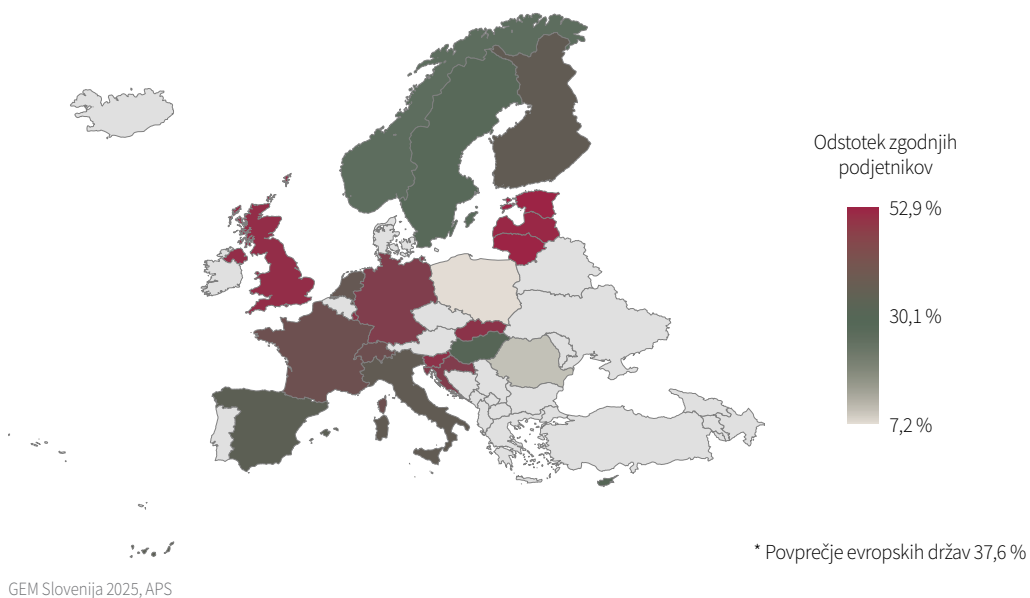 Odstotek zgodnjih
podjetnikov
52,9 %
30,1 %
7,2 %
* Povprečje evropskih držav 37,6 %
GEM Slovenija 2025, APS